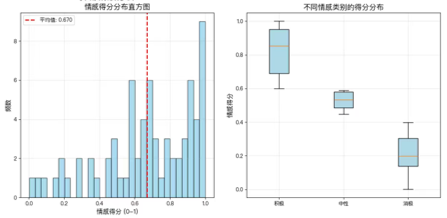 情感得分分布直方图
平均值: 0.670
频数
8
6
4
2
0
0.0 0.2 0.4 0.6 0.8 1.0
情感得分 (0~1)
不同情感类别的得分分布
情感得分
1.0
0.8
0.6
0.4
0.2
0.0
积极 中性 消极